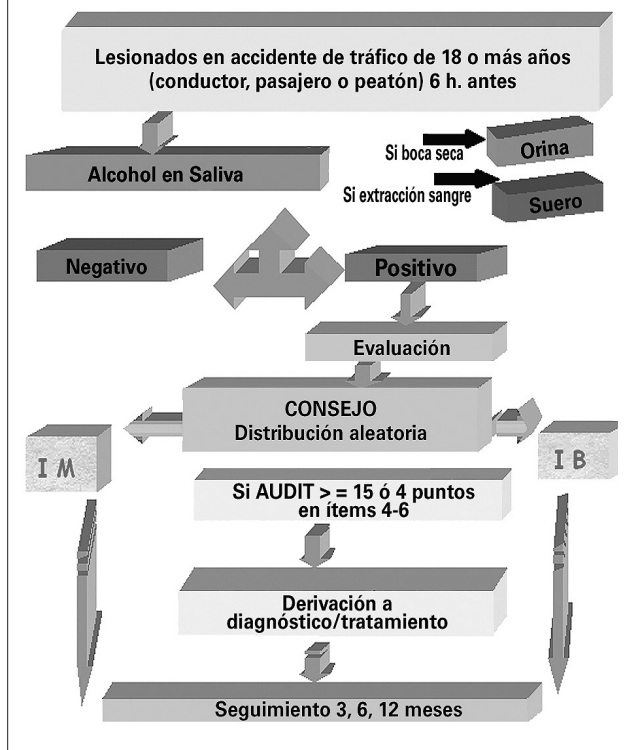 Lesionados en accidente de tráfico de 18 o más años
(conductor, pasajero o peatón) 6 h. antes
Si boca seca
Orina
Alcohol en Saliva
Si extracción sangre
Suero
Negativo
Positivo
Evaluación
CONSEJO
Distribución aleatoria
I M
I B
Si AUDIT > = 15 ó 4 puntos
en ítems 4-6
Derivación a
diagnóstico/tratamiento
Seguimiento 3, 6, 12 meses